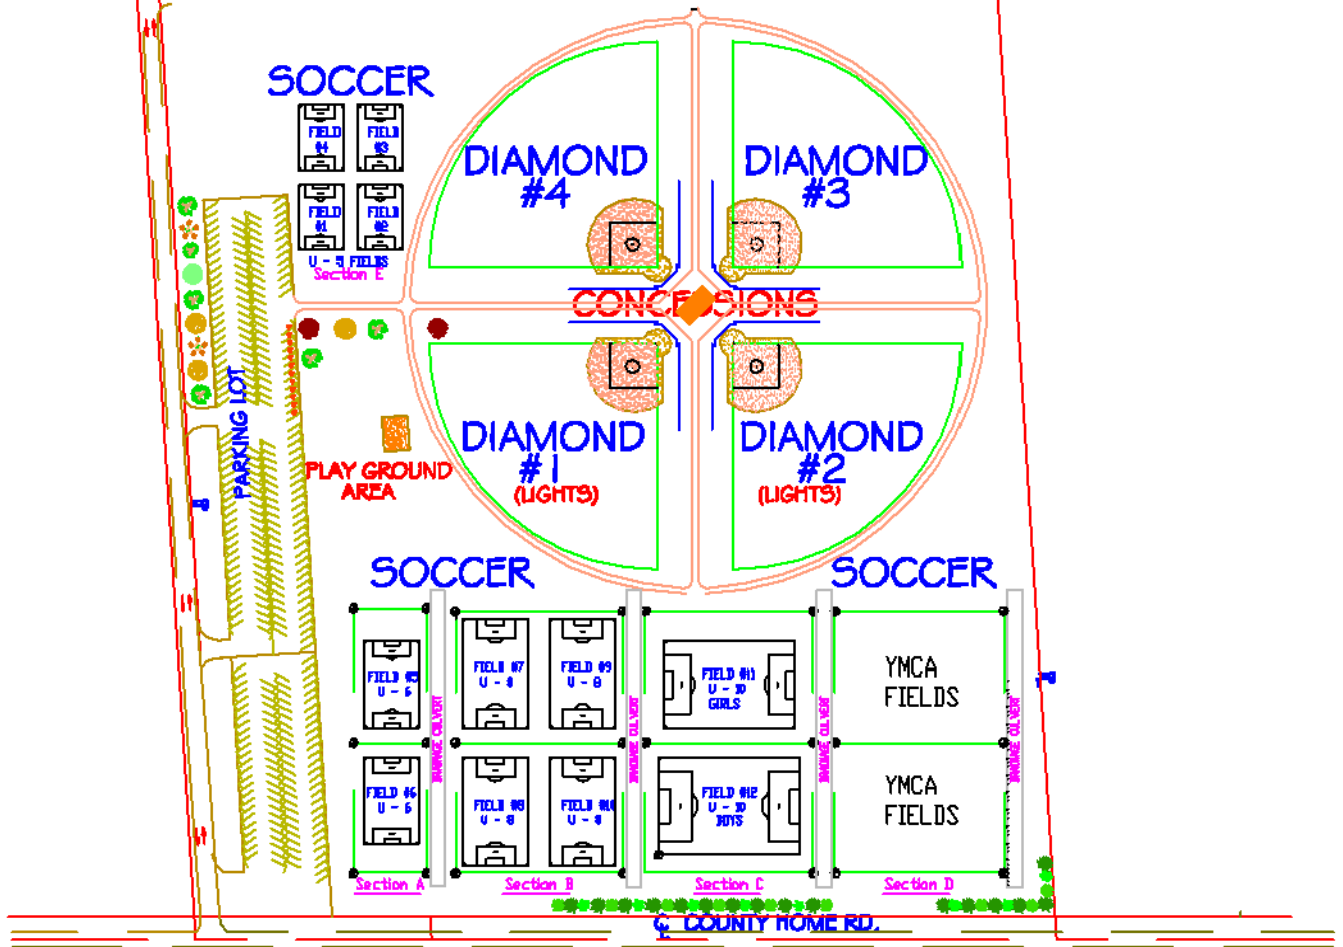 SOCCER
FIELD
#4
FIELD
#3
FIELD
#1
FIELD
#2
U - 5 FIELDS
Section E
DIAMOND
#4
DIAMOND
#3
CONCESSIONS
PARKING LOT
PLAY GROUND
AREA
DIAMOND
#1
(LIGHTS)
DIAMOND
#2
(LIGHTS)
SOCCER
SOCCER
FIELD #5
U - 6
DRAINAGE CULVERT
FIELD #7
U - 8
FIELD #9
U - 8
DRAINAGE CULVERT
FIELD #11
U - 10
GIRLS
DRAINAGE CULVERT
YMCA
FIELDS
DRAINAGE CULVERT
FIELD #6
U - 6
FIELD #8
U - 8
FIELD #10
U - 8
FIELD #12
U - 10
BOYS
YMCA
FIELDS
Section A
Section B
Section C
Section D
COUNTY HOME RD.